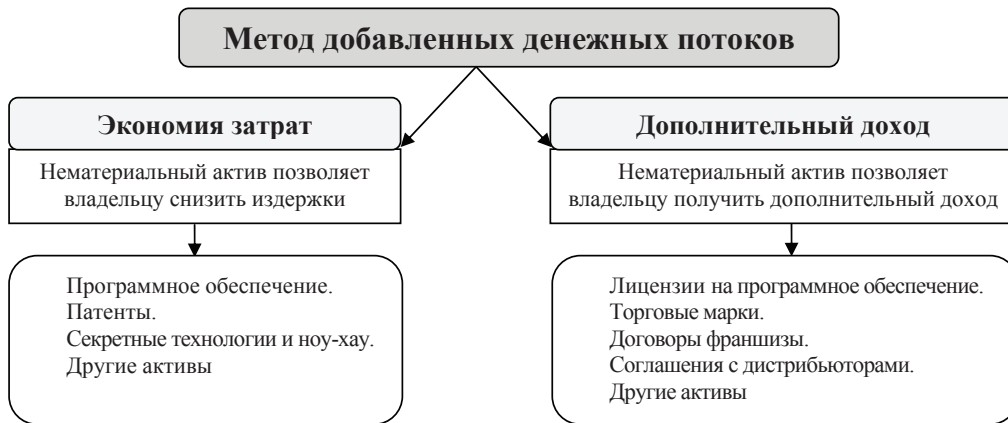 Метод добавленных денежных потоков
Экономия затрат
Нематериальный актив позволяет
владельцу снизить издержки
Программное обеспечение.
Патенты.
Секретные технологии и ноу-хау.
Другие активы
Дополнительный доход
Нематериальный актив позволяет
владельцу получить дополнительный доход
Лицензии на программное обеспечение.
Торговые марки.
Договоры франшизы.
Соглашения с дистрибьюторами.
Другие активы